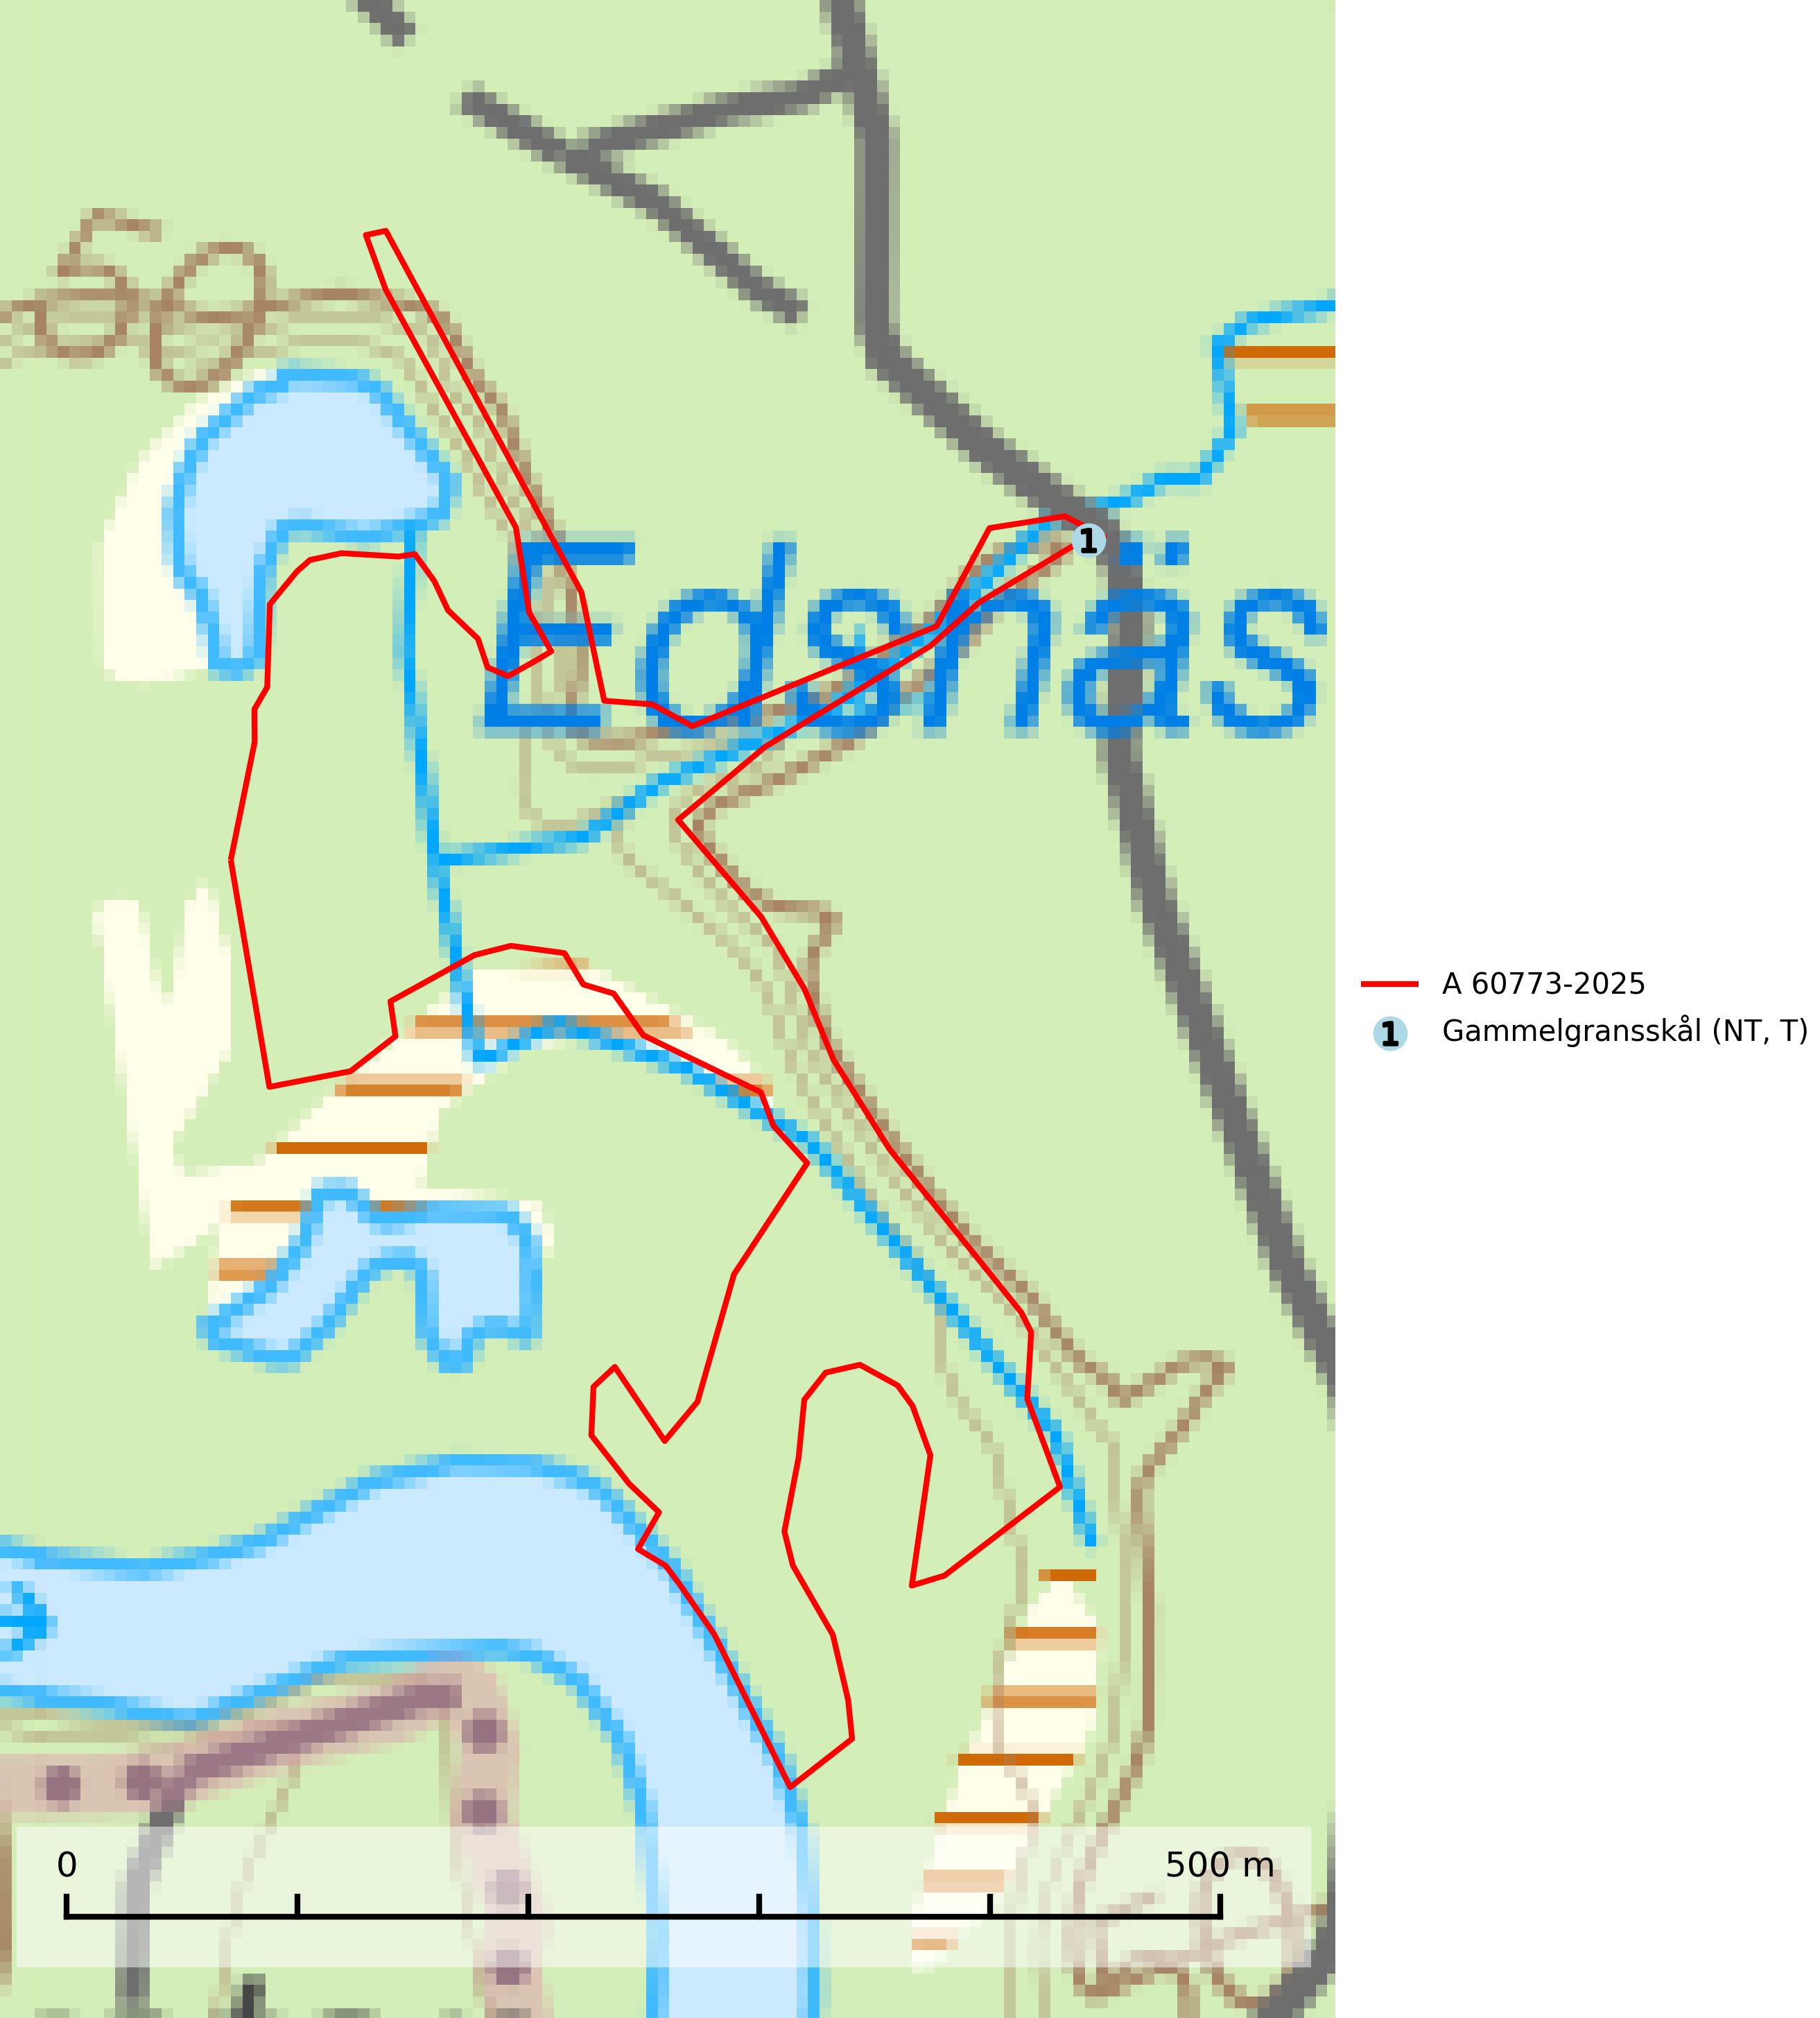 50
Edsnäs
1
A 60773-2025
1 Gammelgransskål (NT, T)
0 500 m